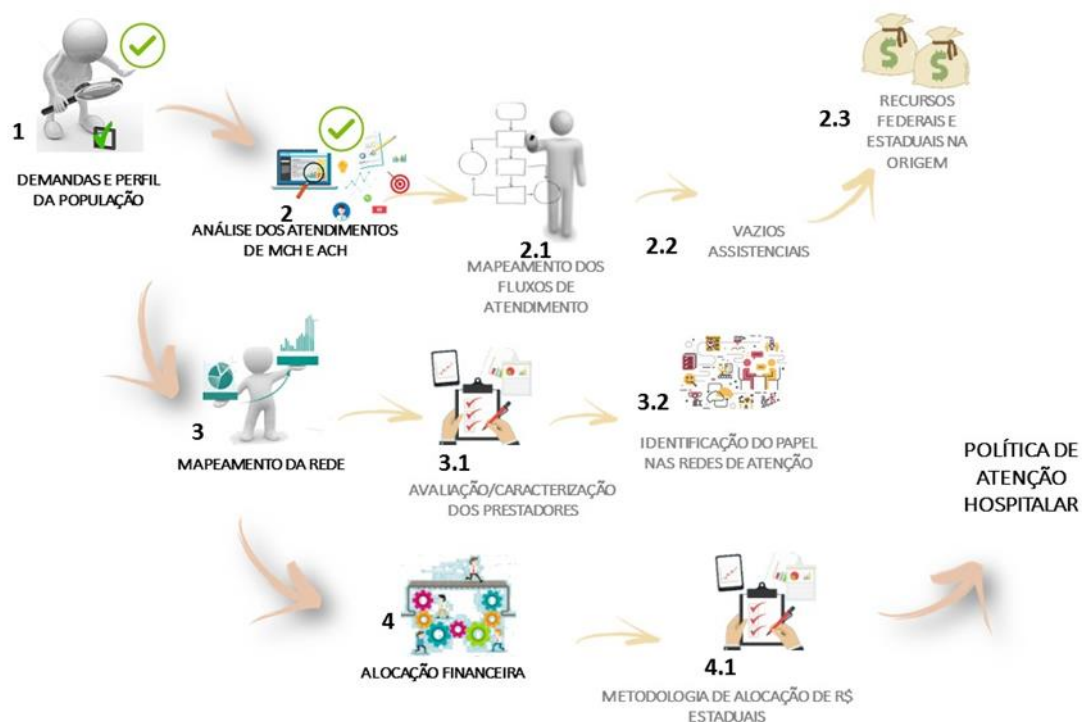 1
DEMANDAS E PERFIL
DA POPULAÇÃO
2
ANÁLISE DOS ATENDIMENTOS
DE MCH E ACH
2.1
MAPEAMENTO DOS
FLUXOS DE
ATENDIMENTO
2.2
VAZIOS
ASSISTENCIAIS
2.3
RECURSOS
FEDERAIS E
ESTADUAIS NA
ORIGEM
3
MAPEAMENTO DA REDE
3.1
AVALIAÇÃO/CARACTERIZAÇÃO
DOS PRESTADORES
3.2
IDENTIFICAÇÃO DO PAPEL
NAS REDES DE ATENÇÃO
4
ALOCAÇÃO FINANCEIRA
4.1
METODOLOGIA DE ALOCAÇÃO DE R$
ESTADUAIS
POLÍTICA DE
ATENÇÃO
HOSPITALAR